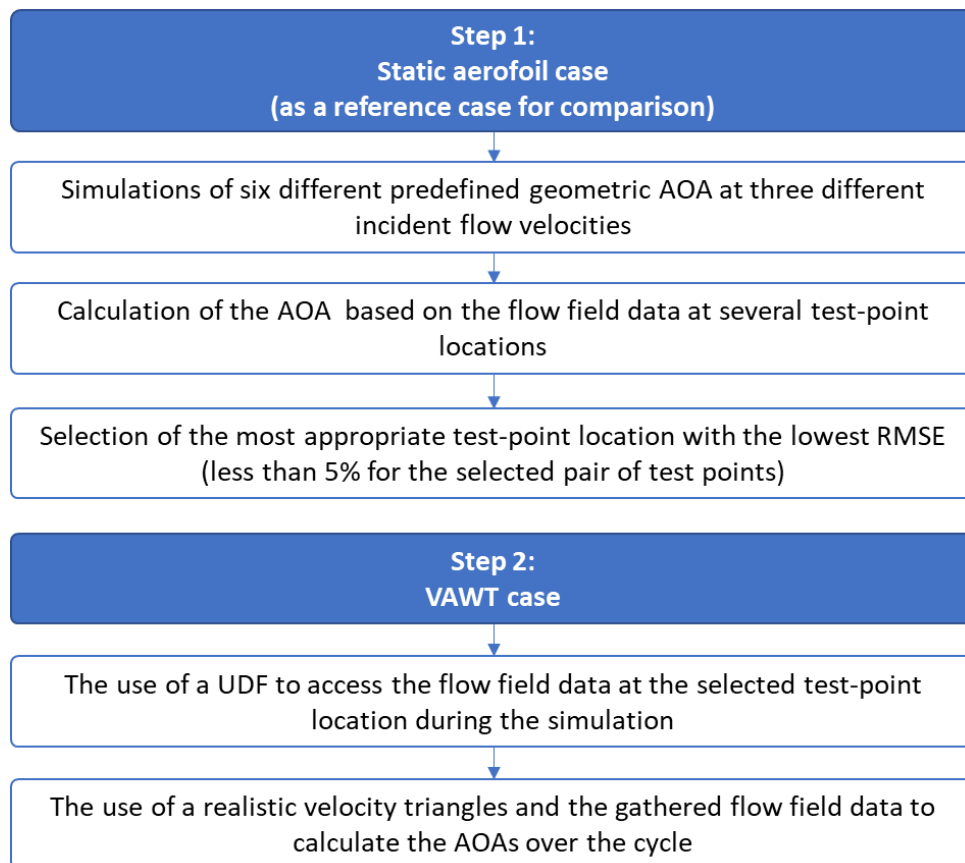 Step 1:
Static aerofoil case
(as a reference case for comparison)
Simulations of six different predefined geometric AOA at three different
incident flow velocities
Calculation of the AOA based on the flow field data at several test-point
locations
Selection of the most appropriate test-point location with the lowest RMSE
(less than 5% for the selected pair of test points)
Step 2:
VAWT case
The use of a UDF to access the flow field data at the selected test-point
location during the simulation
The use of a realistic velocity triangles and the gathered flow field data to
calculate the AOAs over the cycle